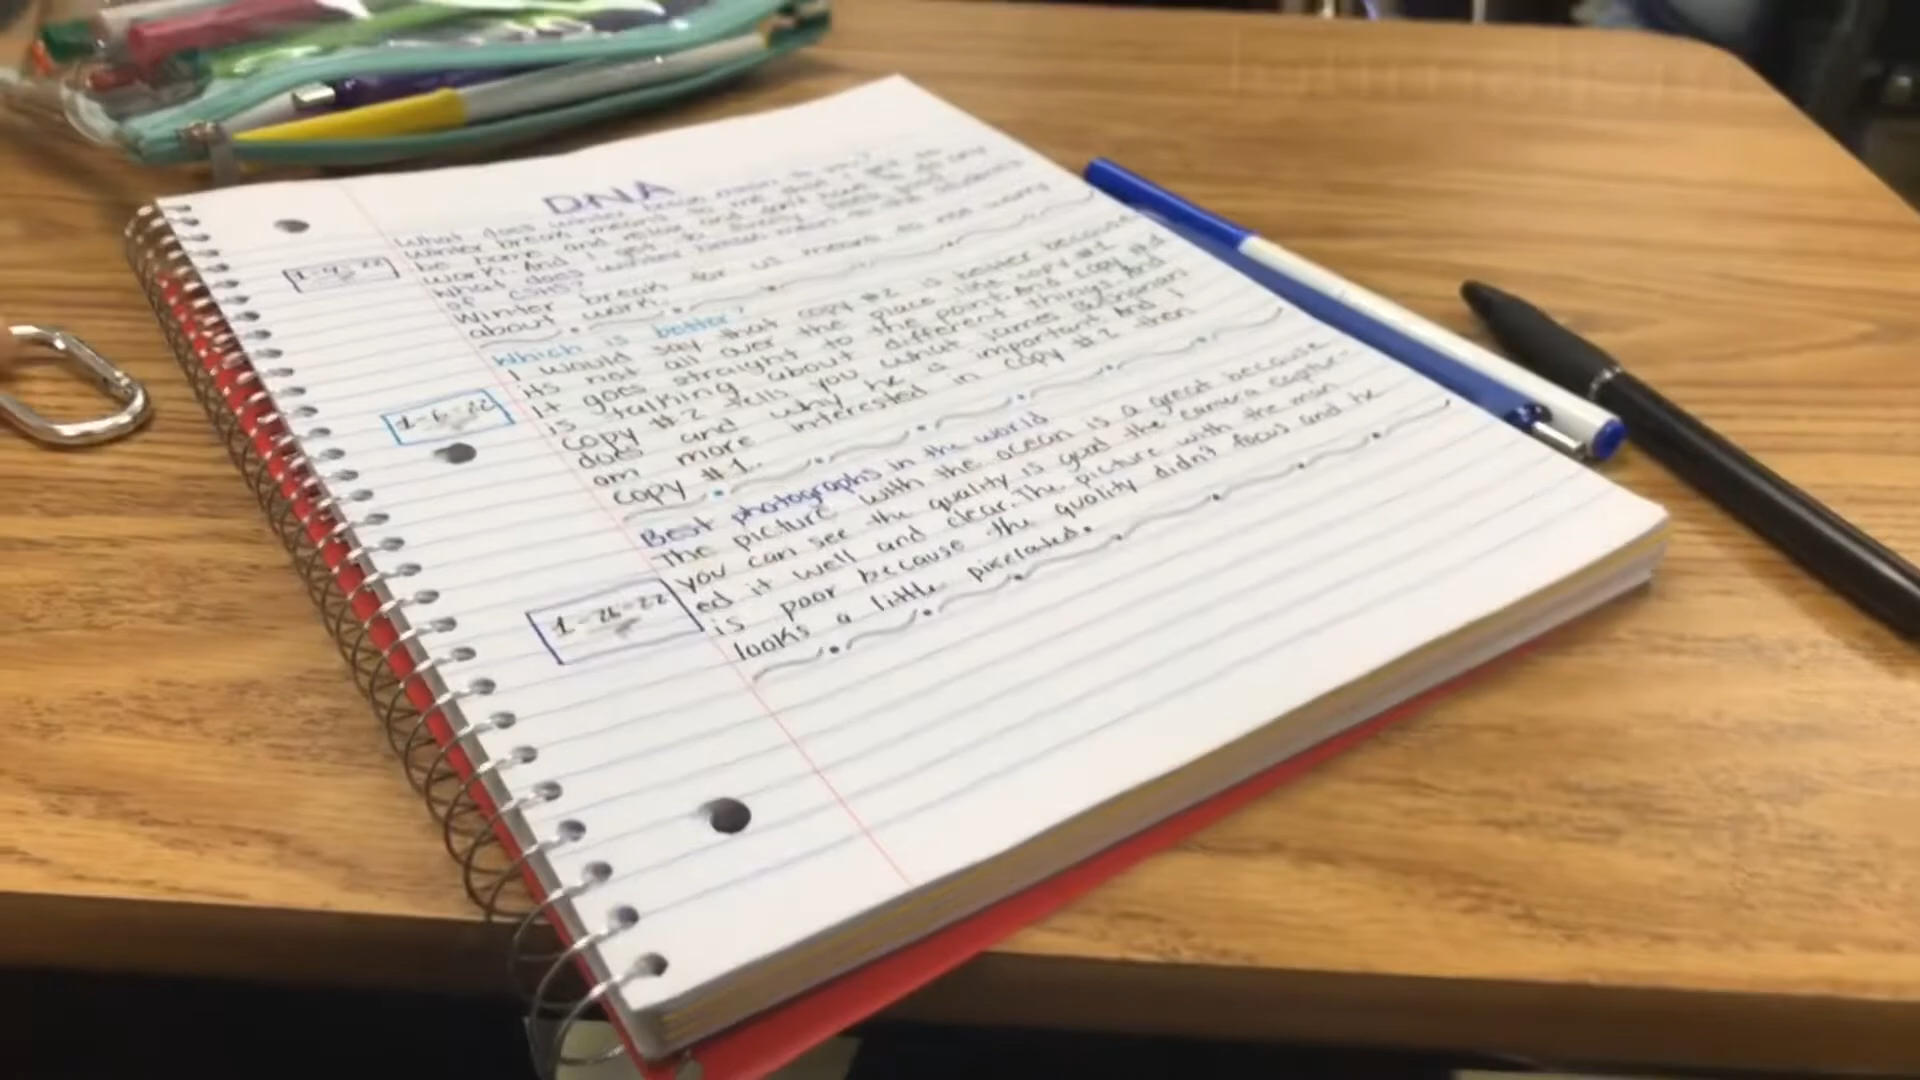 DNA
1-4-22
What does winter break mean to me?
Winter break means to me that I get to
be home and relax and don't have to do any
work. And I get to finally
What does winter break mean to the students
of CSHS?
Winter break for us means to not worry
about work.
1-6-22
Which is better?
I would say that copy #2 is better because
its not all over the place like copy #1
It goes straight to the point. And copy #1
is talking about different things. And
copy #2 tells you what James Buchanan
does and why he is important And I
am more interested in copy #2 then
copy #1.
1-26-22
Best photographs in the world
The picture with the ocean is a great because
you can see the quality is good the camera captur-
ed it well and clear. The picture with the man
is poor because the quality didn't focus and he
looks a little pixelated.